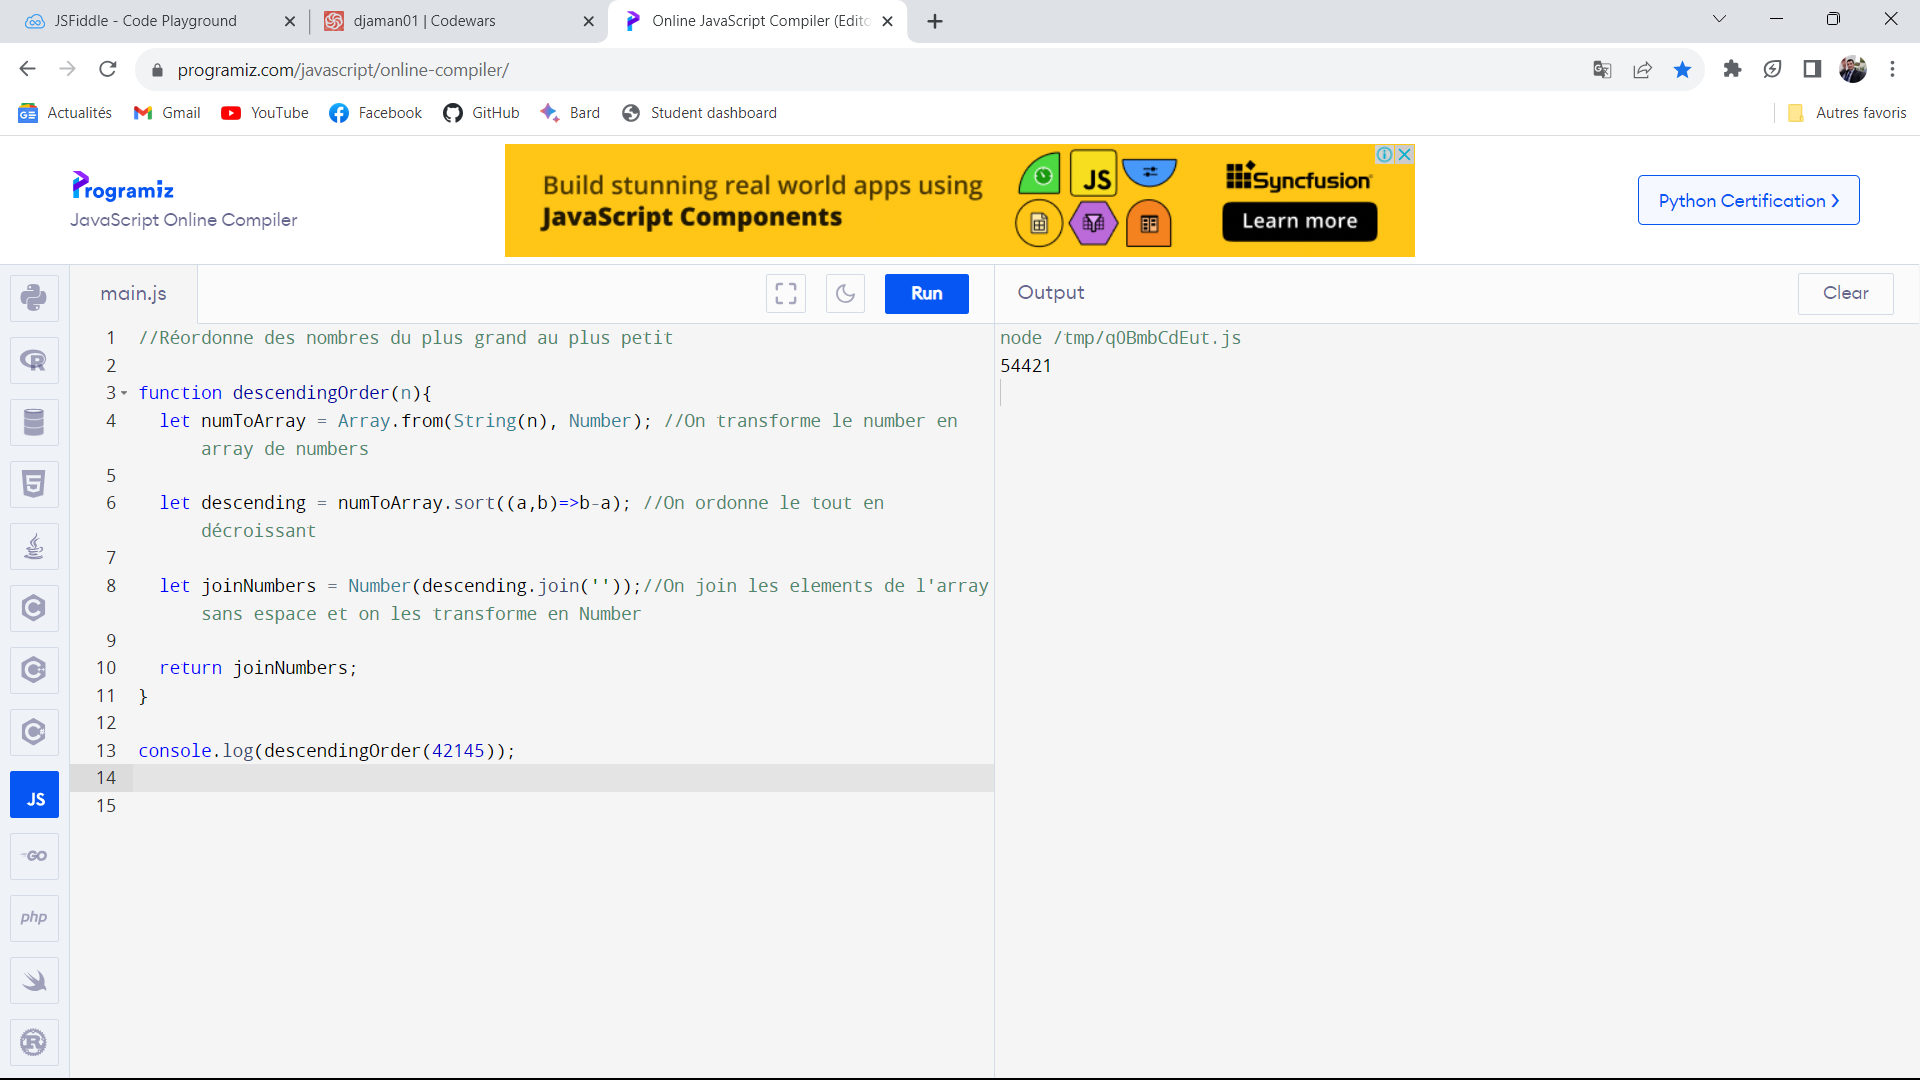 JSFiddle - Code Playground
djaman01 | Codewars
Online JavaScript Compiler (Edito
programiz.com/javascript/online-compiler/
Actualités
Gmail
YouTube
Facebook
GitHub
Bard
Student dashboard
Autres favoris
Programiz
JavaScript Online Compiler
Build stunning real world apps using
JavaScript Components
JS
Syncfusion
Learn more
Python Certification
main.js
Run
Output
Clear
1 //Réordonne des nombres du plus grand au plus petit
2
3 function descendingOrder(n){
4 let numToArray = Array.from(String(n), Number); //On transforme le number en
array de numbers
5
6 let descending = numToArray.sort((a,b)=>b-a); //On ordonne le tout en
décroissant
7
8 let joinNumbers = Number(descending.join(''));//On join les elements de l'array
sans espace et on les transforme en Number
9
10 return joinNumbers;
11 }
12
13 console.log(descendingOrder(42145));
14
15
node /tmp/q0BmbCdEut.js
54421
JS
GO
php